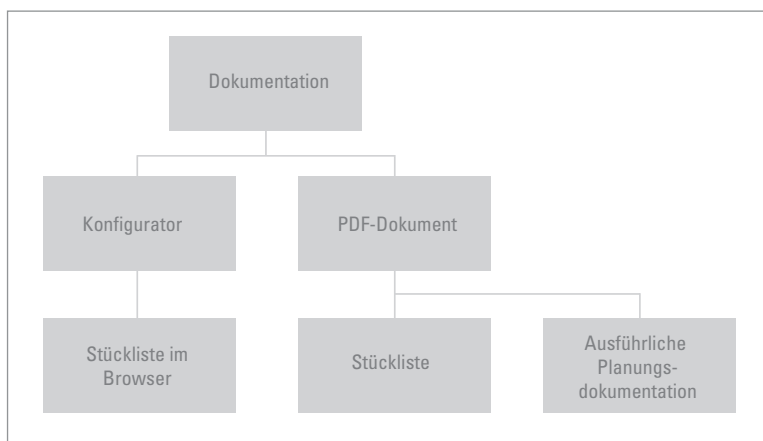 Dokumentation
Konfigurator
PDF-Dokument
Stückliste im
Browser
Stückliste
Ausführliche
Planungs-
dokumentation